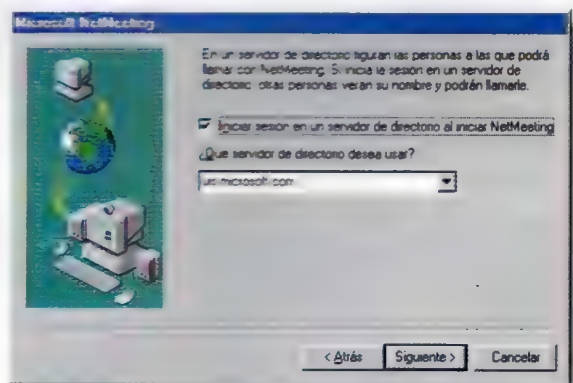 Microsoft NetMeeting
En un servidor de directorio figuran las personas a las que podrá
llamar con NetMeeting. Si inicia la sesión en un servidor de
directorio, otras personas verán su nombre y podrán llamarle.
Iniciar sesión en un servidor de directorio al iniciar NetMeeting
¿Que servidor de directorio desea usar?
microsoft.com
< Atrás
Siguiente >
Cancelar